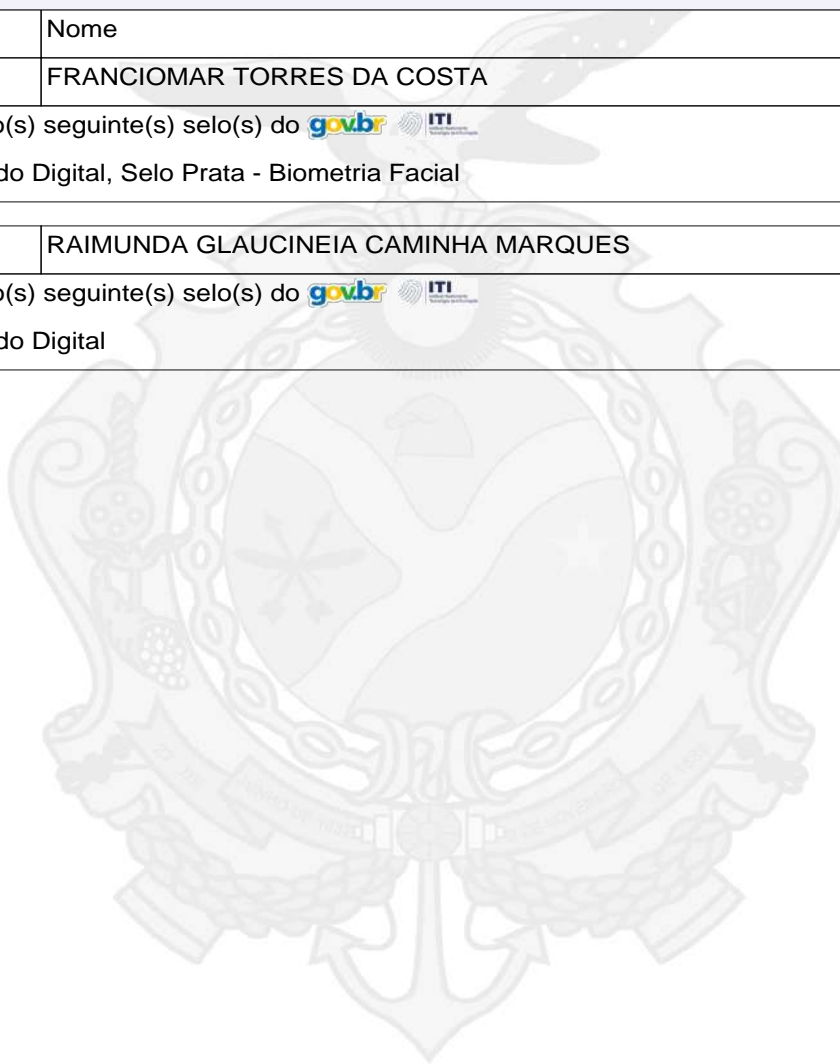 Nome
FRANCIOMAR TORRES DA COSTA
o(s) seguinte(s) selo(s) do gov.br ITI
do Digital, Selo Prata - Biometria Facial
RAIMUNDA GLAUCINEIA CAMINHA MARQUES
o(s) seguinte(s) selo(s) do gov.br ITI
do Digital